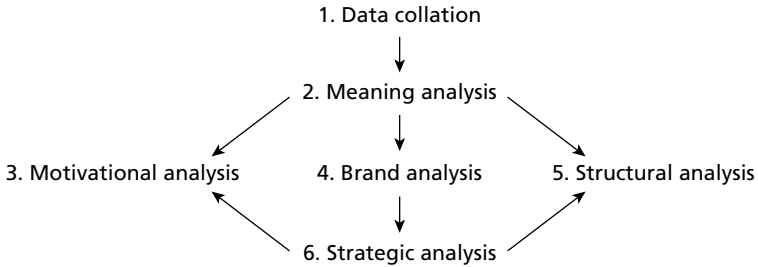 1. Data collation
2. Meaning analysis
3. Motivational analysis
4. Brand analysis
5. Structural analysis
6. Strategic analysis